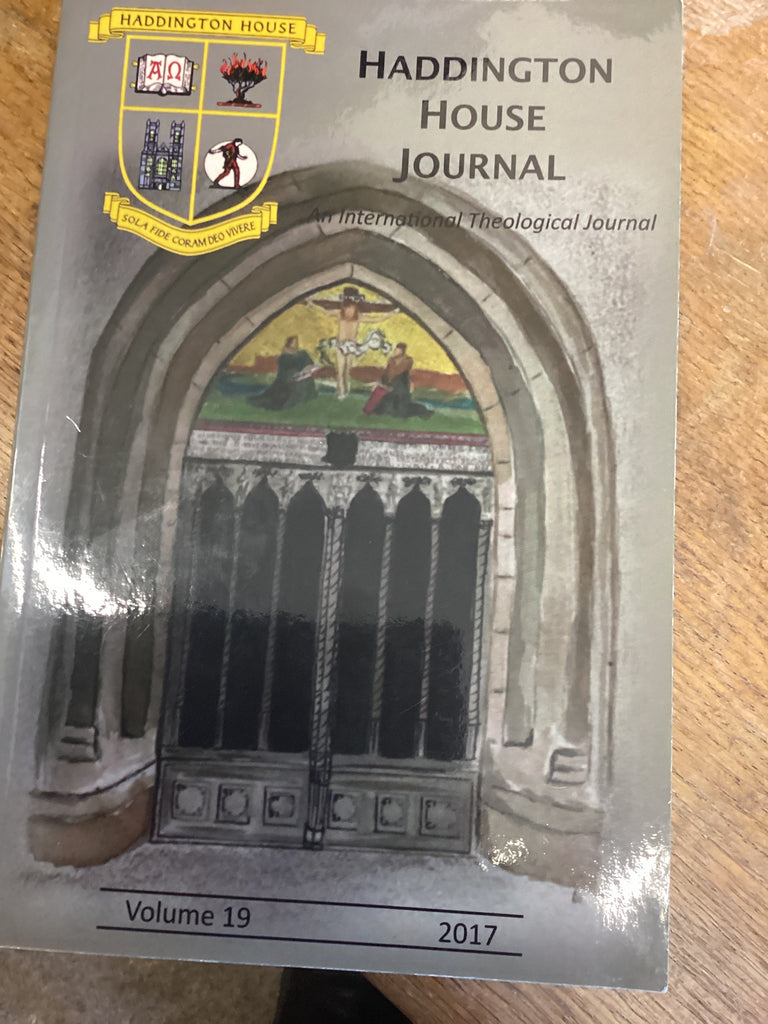 HADDINGTON HOUSE
ΑΩ
SOLA FIDE CORAM DEO VIVERE
HADDINGTON
HOUSE
JOURNAL
An International Theological Journal
Volume 19
2017